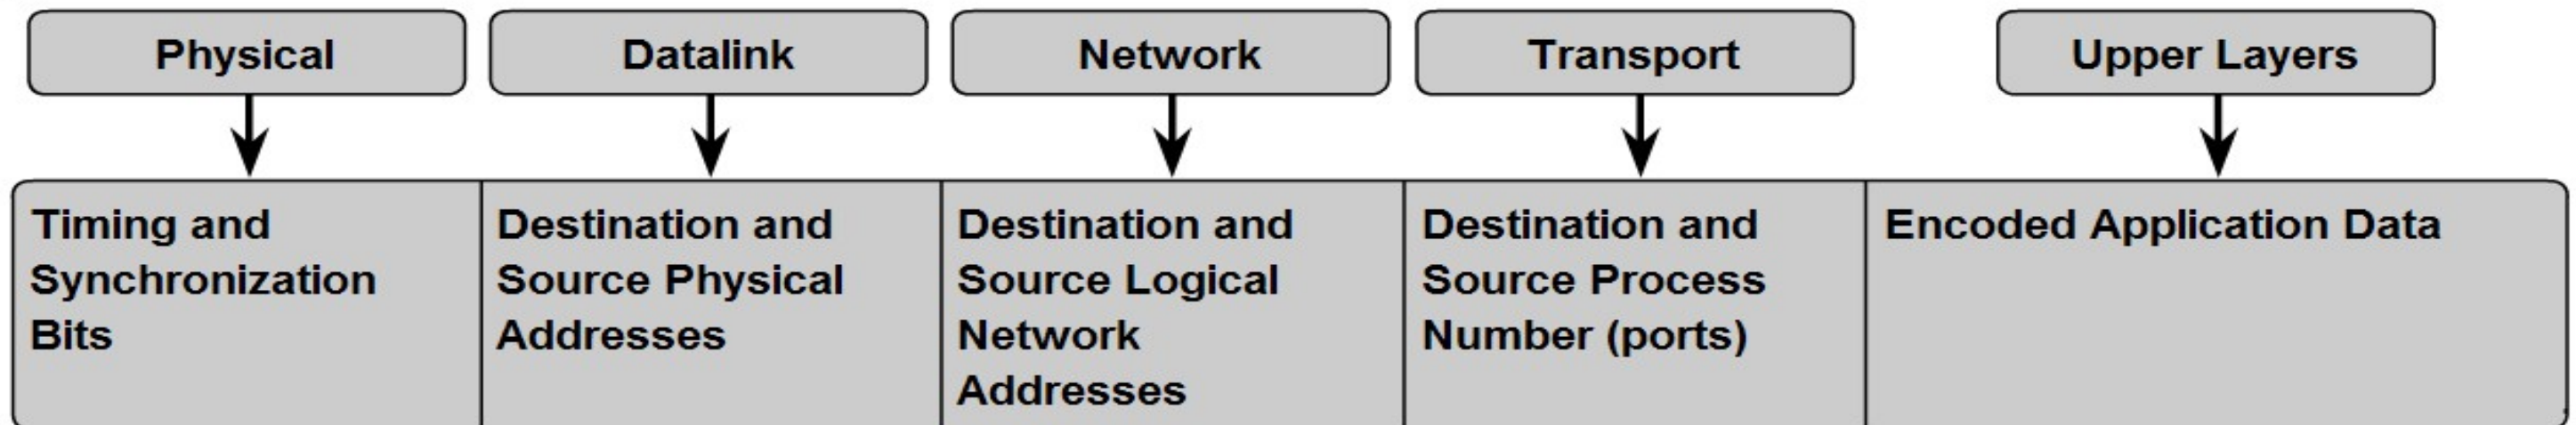 Physical
Datalink
Network
Transport
Upper Layers
Timing and
Synchronization
Bits
Destination and
Source Physical
Addresses
Destination and
Source Logical
Network
Addresses
Destination and
Source Process
Number (ports)
Encoded Application Data